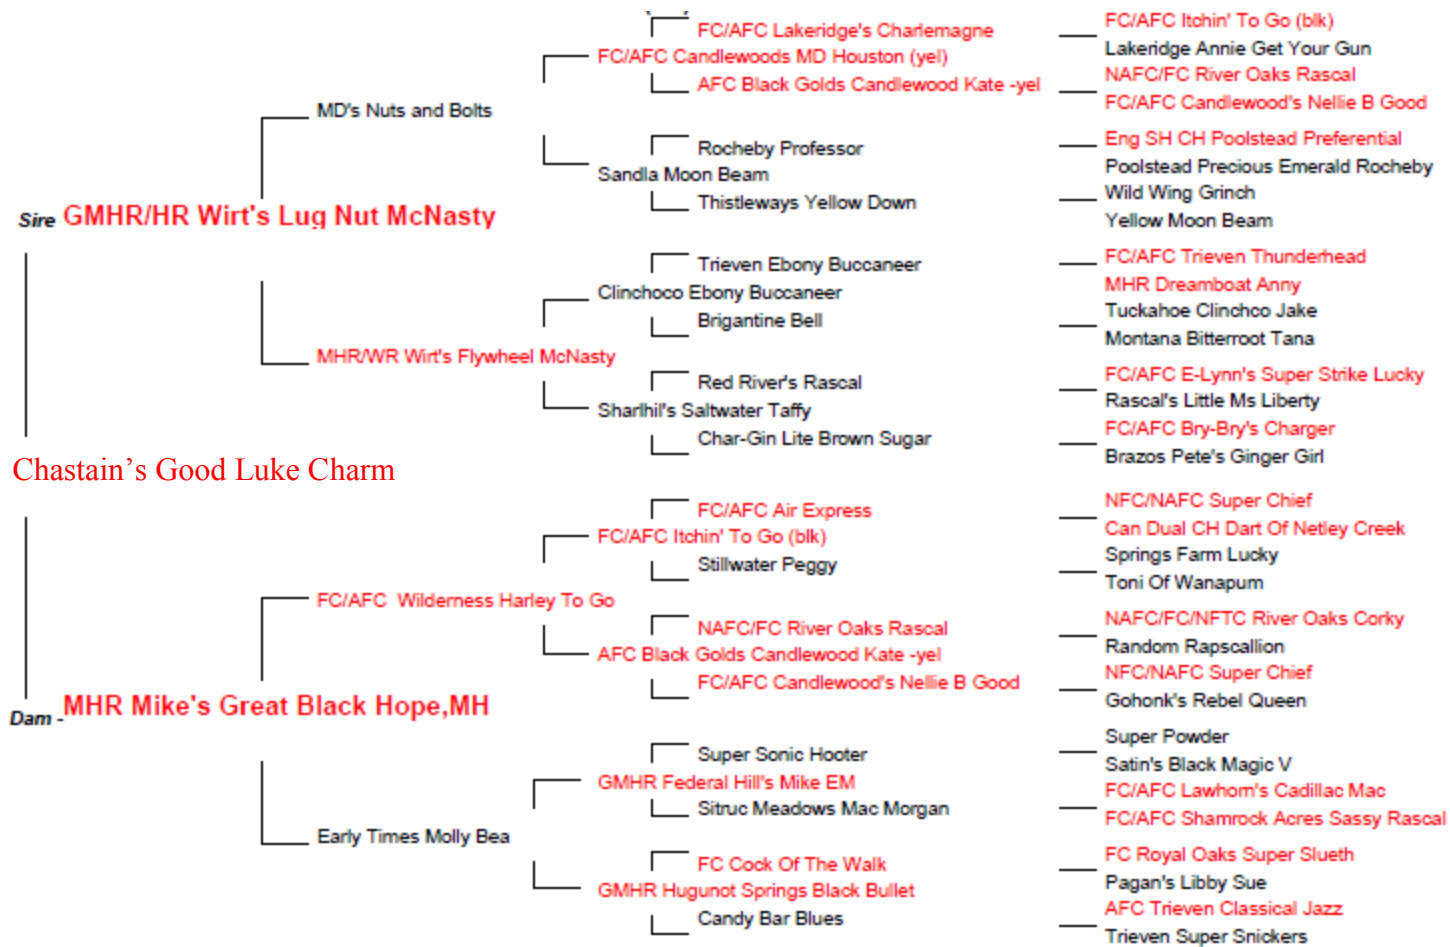 FC/AFC Itchin' To Go (blk)
FC/AFC Lakeridge's Charlemagne
Lakeridge Annie Get Your Gun
FC/AFC Candlewoods MD Houston (yel)
NAFC/FC River Oaks Rascal
AFC Black Golds Candlewood Kate -yel
FC/AFC Candlewood's Nellie B Good
MD's Nuts and Bolts
Eng SH CH Poolstead Preferential
Rocheby Professor
Poolstead Precious Emerald Rocheby
Sandla Moon Beam
Wild Wing Grinch
Thistleways Yellow Down
Yellow Moon Beam
Sire GMHR/HR Wirt's Lug Nut McNasty
FC/AFC Trieven Thunderhead
Trieven Ebony Buccaneer
MHR Dreamboat Anny
Clinchoco Ebony Buccaneer
Tuckahoe Clinchco Jake
Brigantine Bell
Montana Bitterroot Tana
MHR/WR Wirt's Flywheel McNasty
FC/AFC E-Lynn's Super Strike Lucky
Red River's Rascal
Rascal's Little Ms Liberty
Sharlhil's Saltwater Taffy
FC/AFC Bry-Bry's Charger
Char-Gin Lite Brown Sugar
Brazos Pete's Ginger Girl
Chastain’s Good Luke Charm
NFC/NAFC Super Chief
FC/AFC Air Express
Can Dual CH Dart Of Netley Creek
FC/AFC Itchin' To Go (blk)
Springs Farm Lucky
Stillwater Peggy
Toni Of Wanapum
FC/AFC Wilderness Harley To Go
NAFC/FC/NFTC River Oaks Corky
NAFC/FC River Oaks Rascal
Random Rapscallion
AFC Black Golds Candlewood Kate -yel
NFC/NAFC Super Chief
FC/AFC Candlewood's Nellie B Good
Gohonk's Rebel Queen
Dam - MHR Mike's Great Black Hope,MH
Super Powder
Super Sonic Hooter
Satin's Black Magic V
GMHR Federal Hill's Mike EM
FC/AFC Lawhorn's Cadillac Mac
Sitruc Meadows Mac Morgan
FC/AFC Shamrock Acres Sassy Rascal
Early Times Molly Bea
FC Royal Oaks Super Slueth
FC Cock Of The Walk
Pagan's Libby Sue
GMHR Hugunot Springs Black Bullet
AFC Trieven Classical Jazz
Candy Bar Blues
Trieven Super Snickers